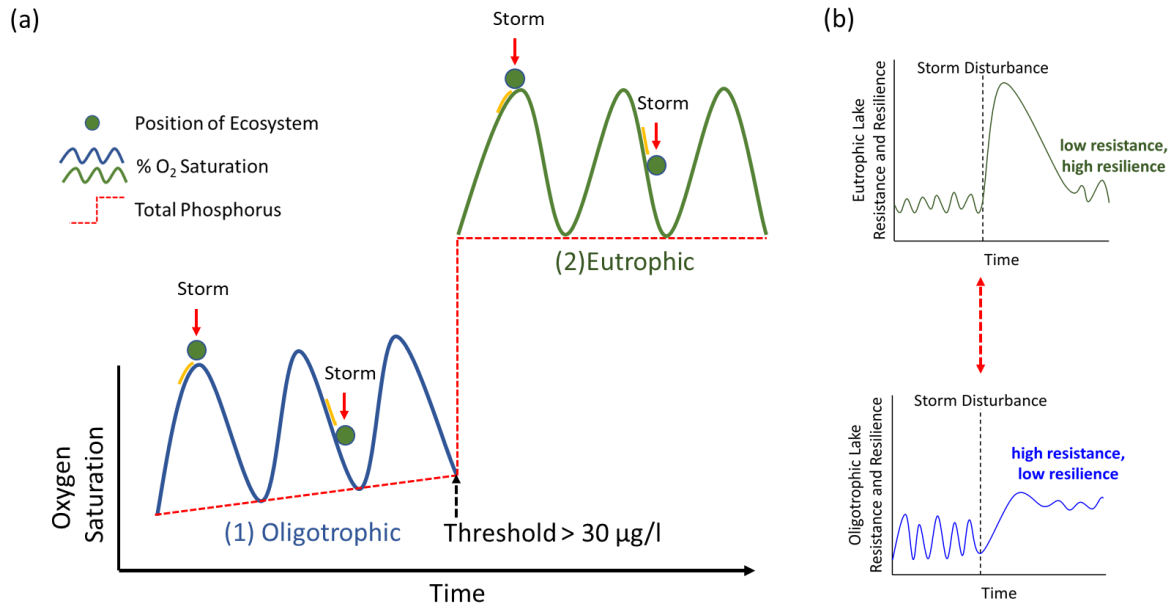 (a)
Storm
Position of Ecosystem
% O2 Saturation
Total Phosphorus
Storm
(2)Eutrophic
Storm
Storm
Oxygen
Saturation
(1) Oligotrophic
Threshold > 30 µg/l
Time
(b)
Storm Disturbance
Eutrophic Lake
Resistance and Resilience
low resistance,
high resilience
Time
Storm Disturbance
Oligotrophic Lake
Resistance and Resilience
high resistance,
low resilience
Time